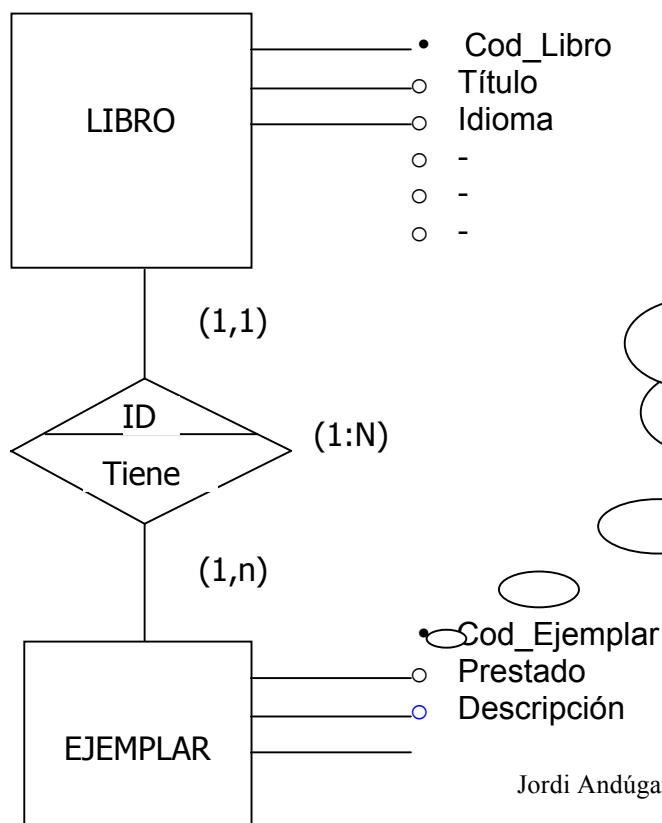 Cod_Libro
Título
LIBRO
Idioma
-
-
-
(1,1)
ID
(1:N)
Tiene
(1,n)
Cod_Ejemplar
Prestado
Descripción
EJEMPLAR
Jordi Andúga